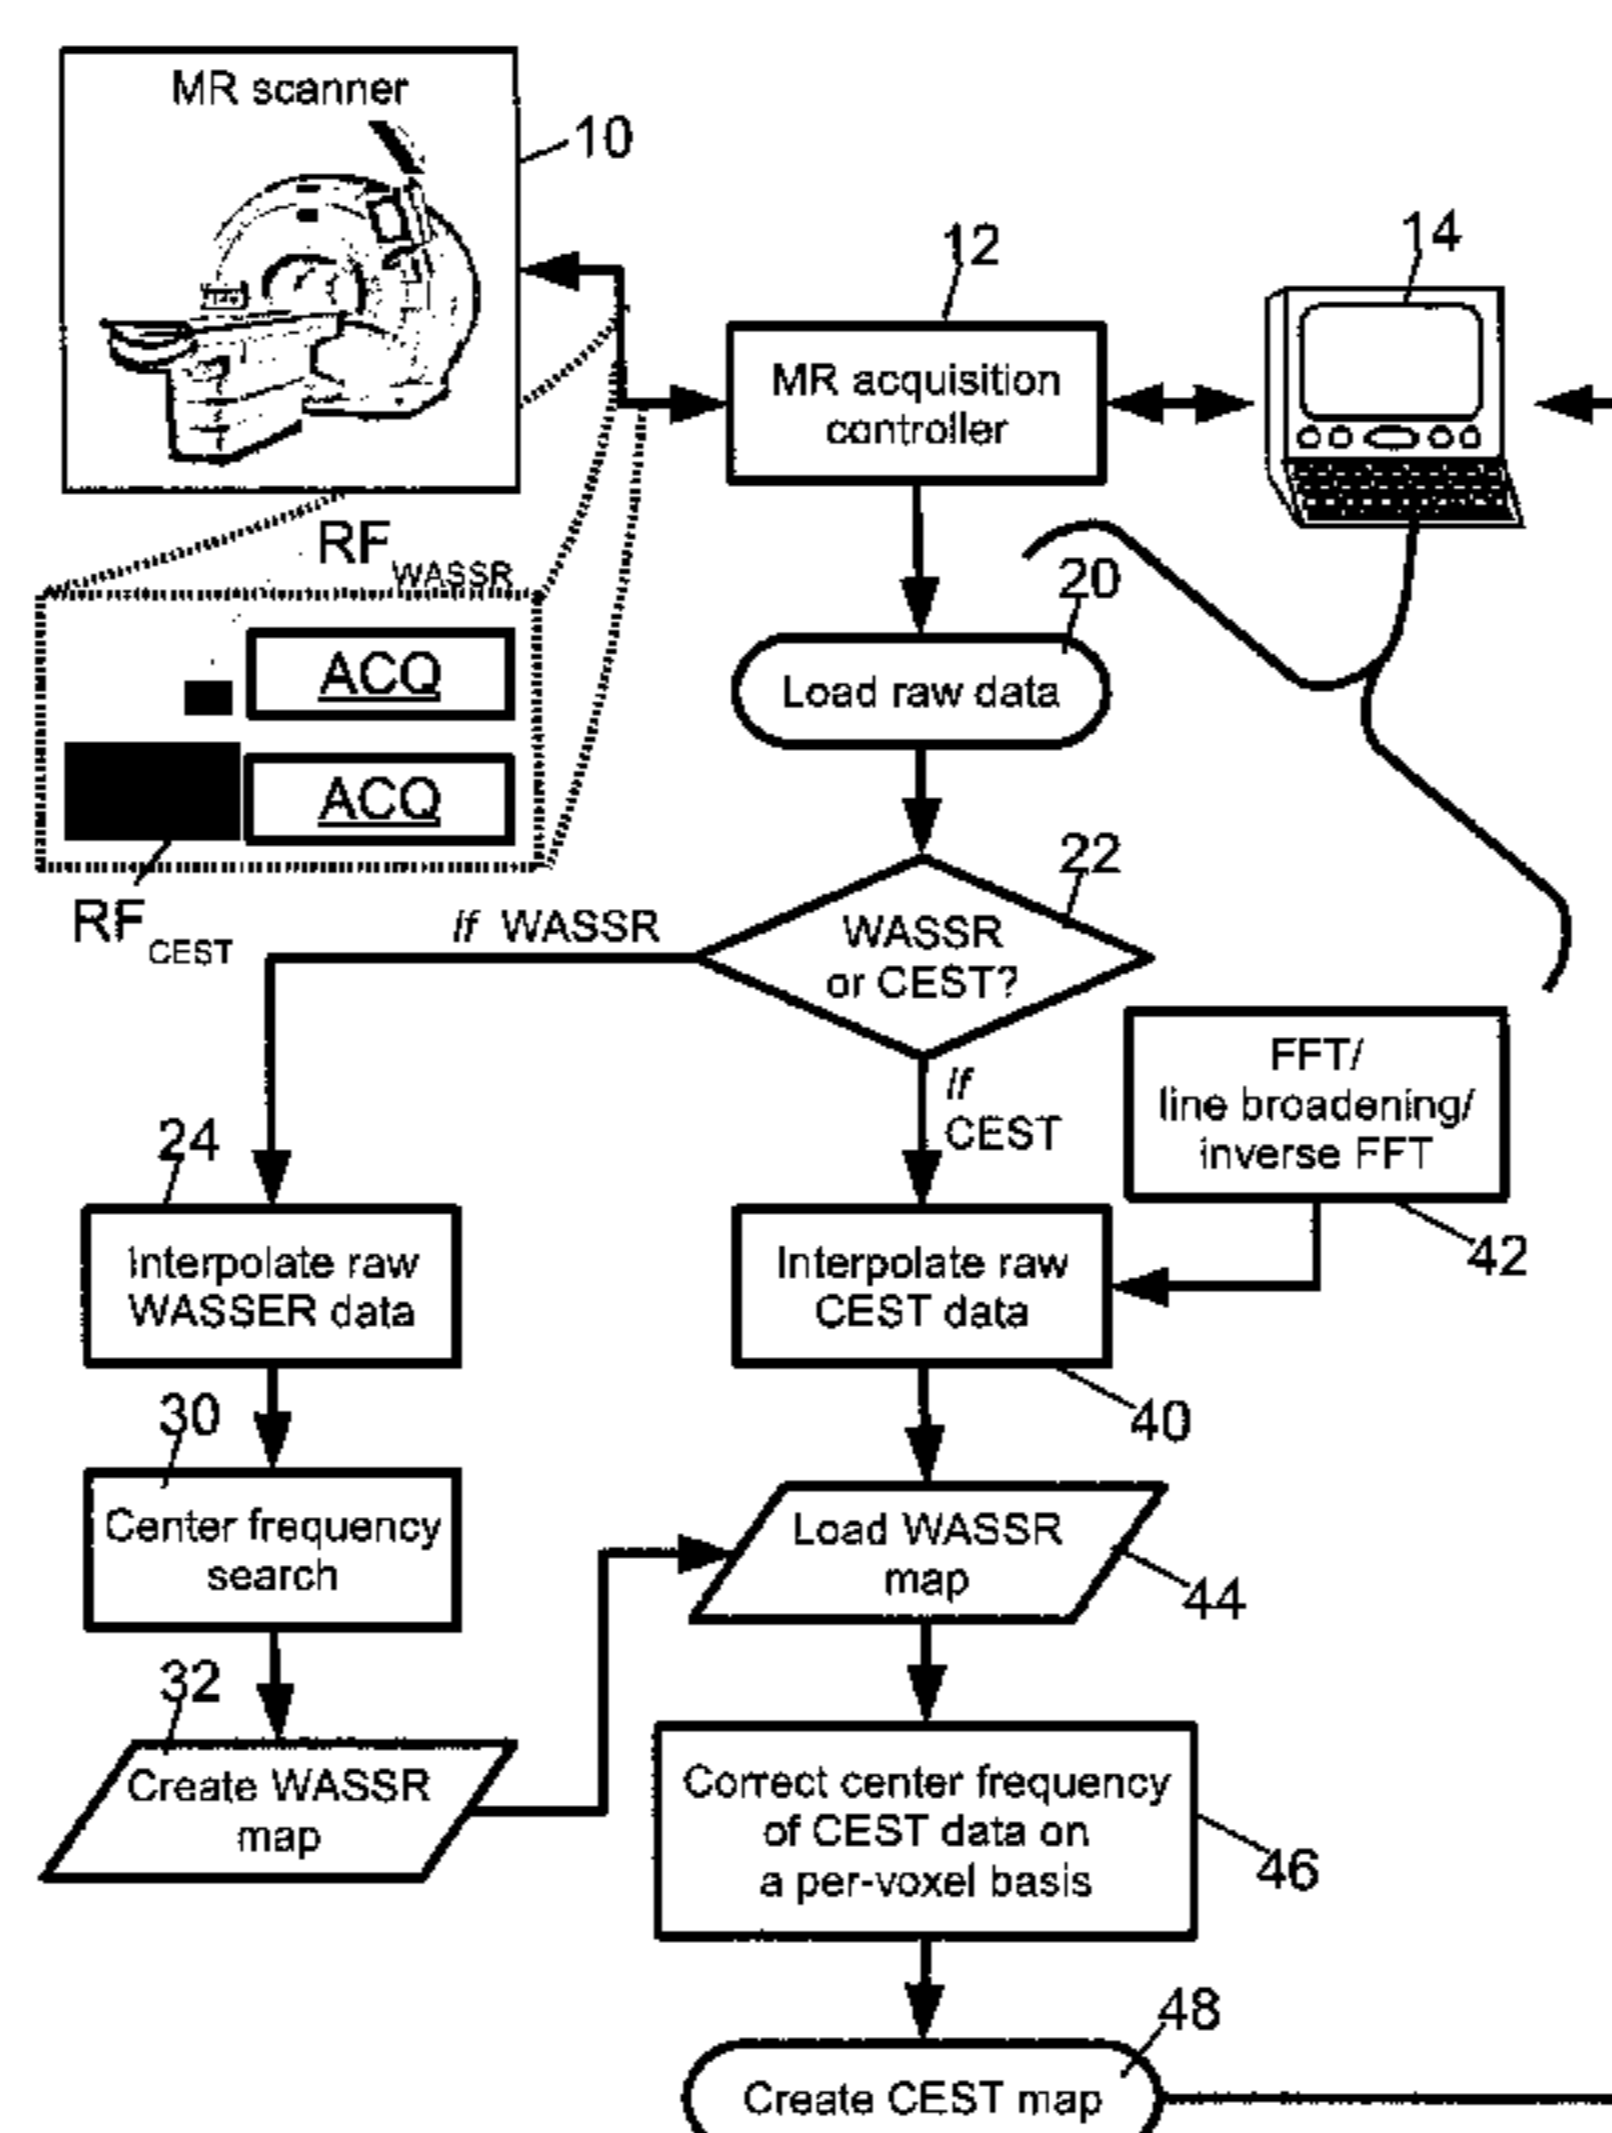 MR scanner
10
12
14
MR acquisition
controller
RF WASSR
ACQ
ACQ
RF CEST
20
Load raw data
22
WASSR
or CEST?
If WASSR
If
CEST
FFT/
line broadening/
inverse FFT
42
24
Interpolate raw
WASSER data
Interpolate raw
CEST data
40
30
Center frequency
search
Load WASSR
map
44
32
Create WASSR
map
Correct center frequency
of CEST data on
a per-voxel basis
46
48
Create CEST map